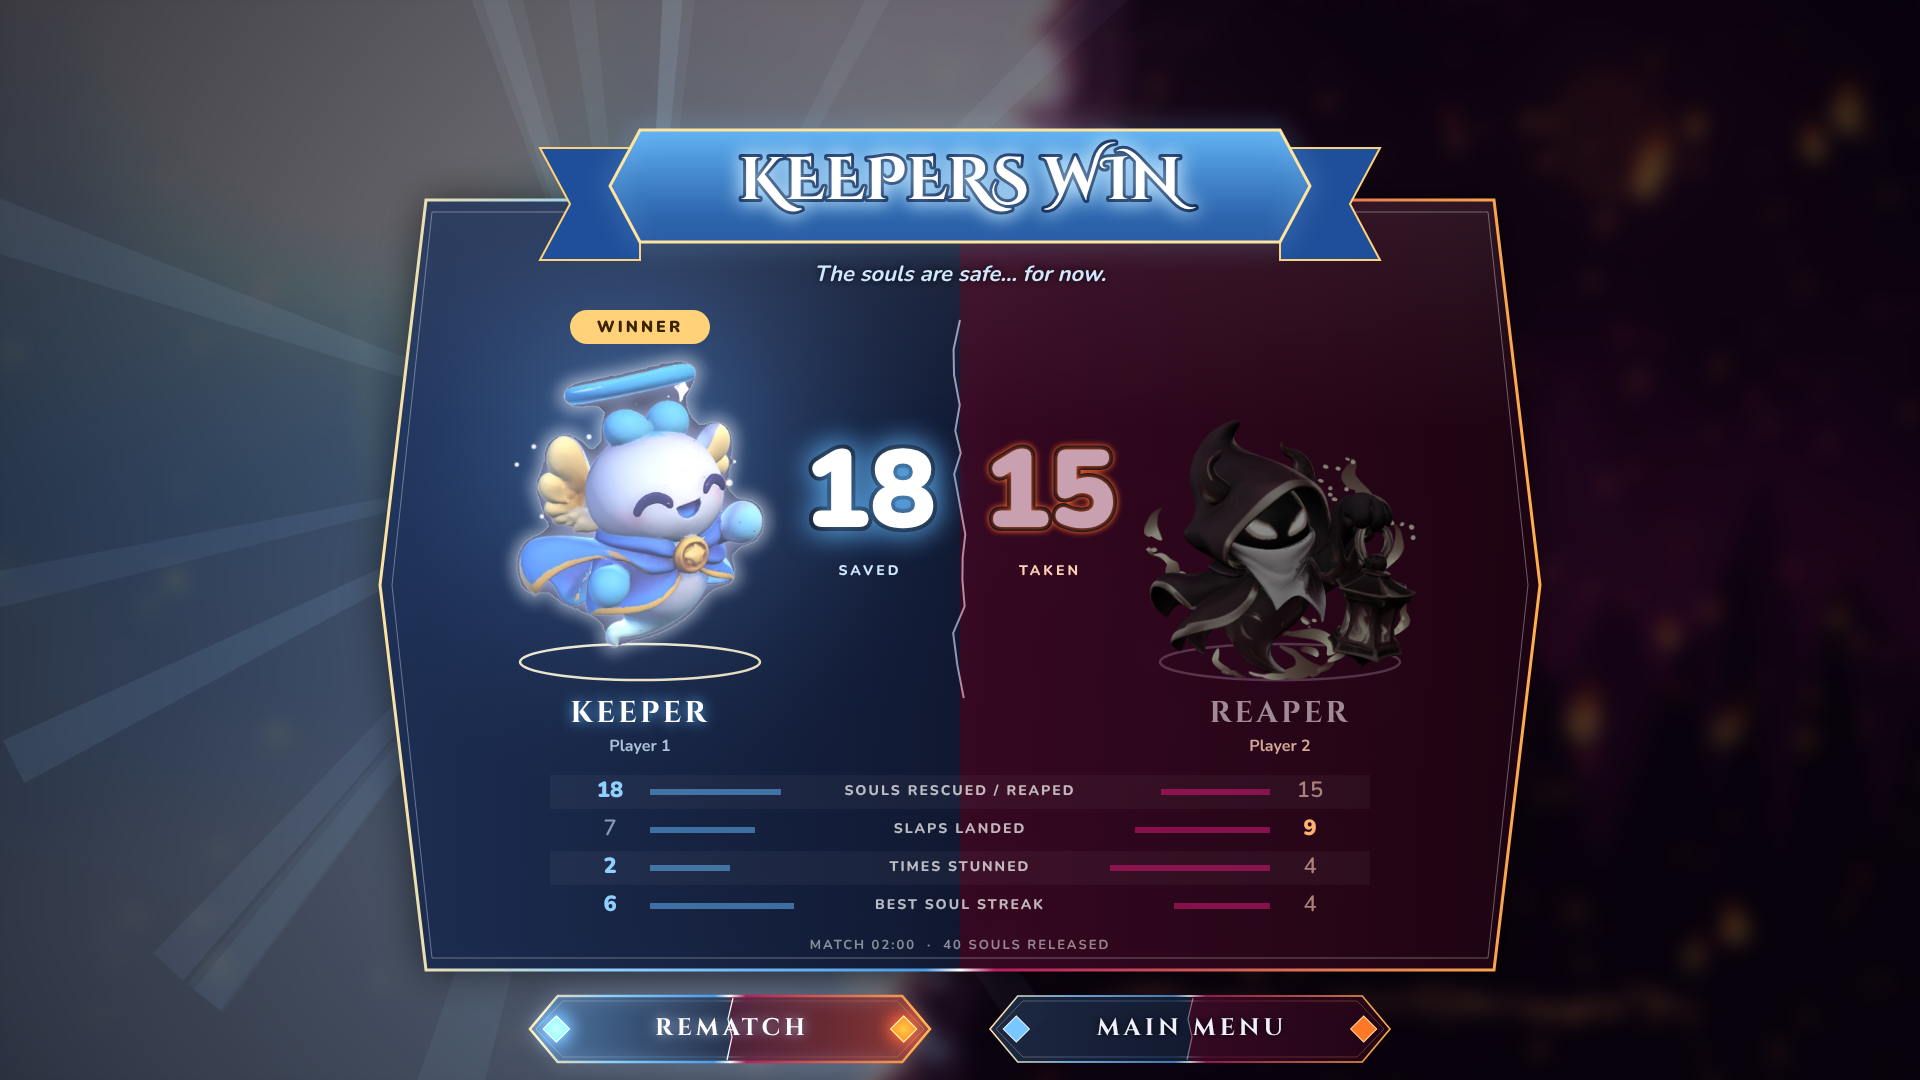 KEEPERS WIN
The souls are safe... for now.
WINNER
18 15
SAVED TAKEN
KEEPER REAPER
Player 1 Player 2
18 SOULS RESCUED / REAPED 15
7 SLAPS LANDED 9
2 TIMES STUNNED 4
6 BEST SOUL STREAK 4
MATCH 02:00 · 40 SOULS RELEASED
REMATCH MAIN MENU